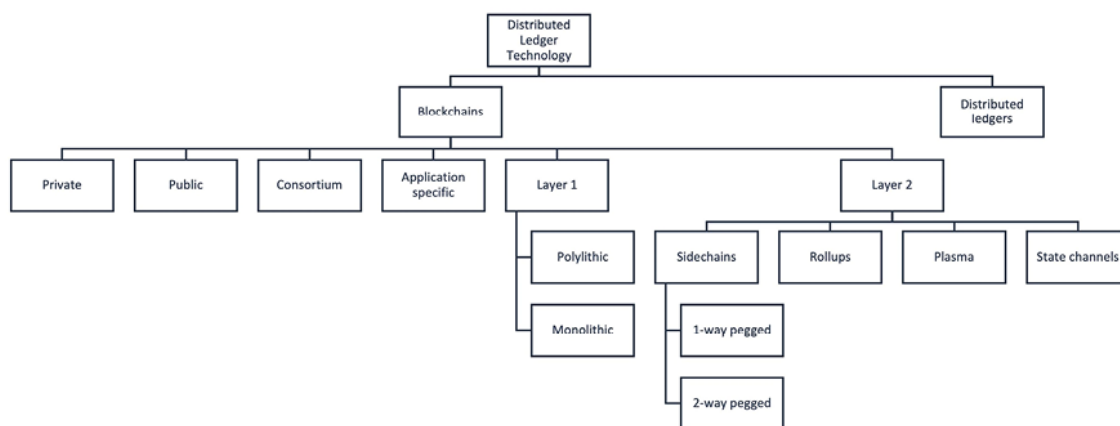 Distributed
Ledger
Technology
Blockchains
Distributed
ledgers
Private
Public
Consortium
Application
specific
Layer 1
Layer 2
Polylithic
Sidechains
Rollups
Plasma
State channels
Monolithic
1-way pegged
2-way pegged